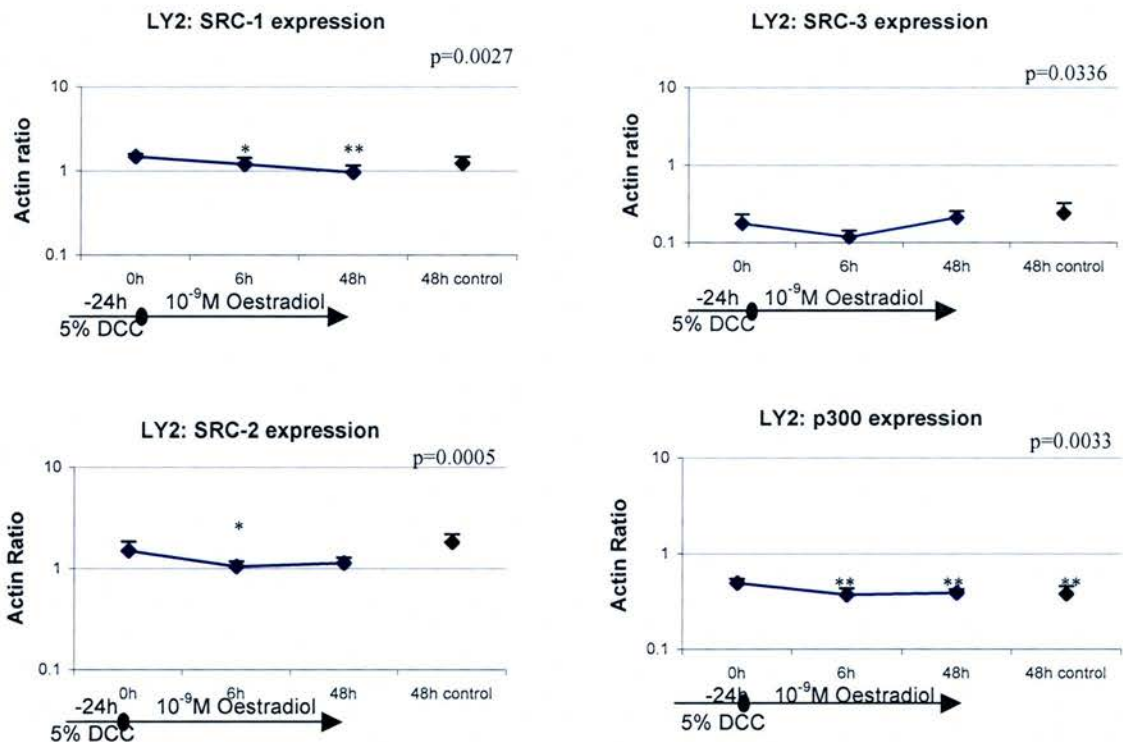 LY2: SRC-1 expression
p=0.0027
Actin ratio
10
*
**
1
0.1
0h 6h 48h 48h control
-24h 10⁻⁹M Oestradiol
5% DCC
LY2: SRC-3 expression
p=0.0336
Actin ratio
10
1
0.1
0h 6h 48h 48h control
-24h 10⁻⁹M Oestradiol
5% DCC
LY2: SRC-2 expression
p=0.0005
Actin Ratio
10
*
1
0.1
0h 6h 48h 48h control
-24h 10⁻⁹M Oestradiol
5% DCC
LY2: p300 expression
p=0.0033
Actin Ratio
10
1
** ** **
0.1
0h 6h 48h 48h control
-24h 10⁻⁹M Oestradiol
5% DCC